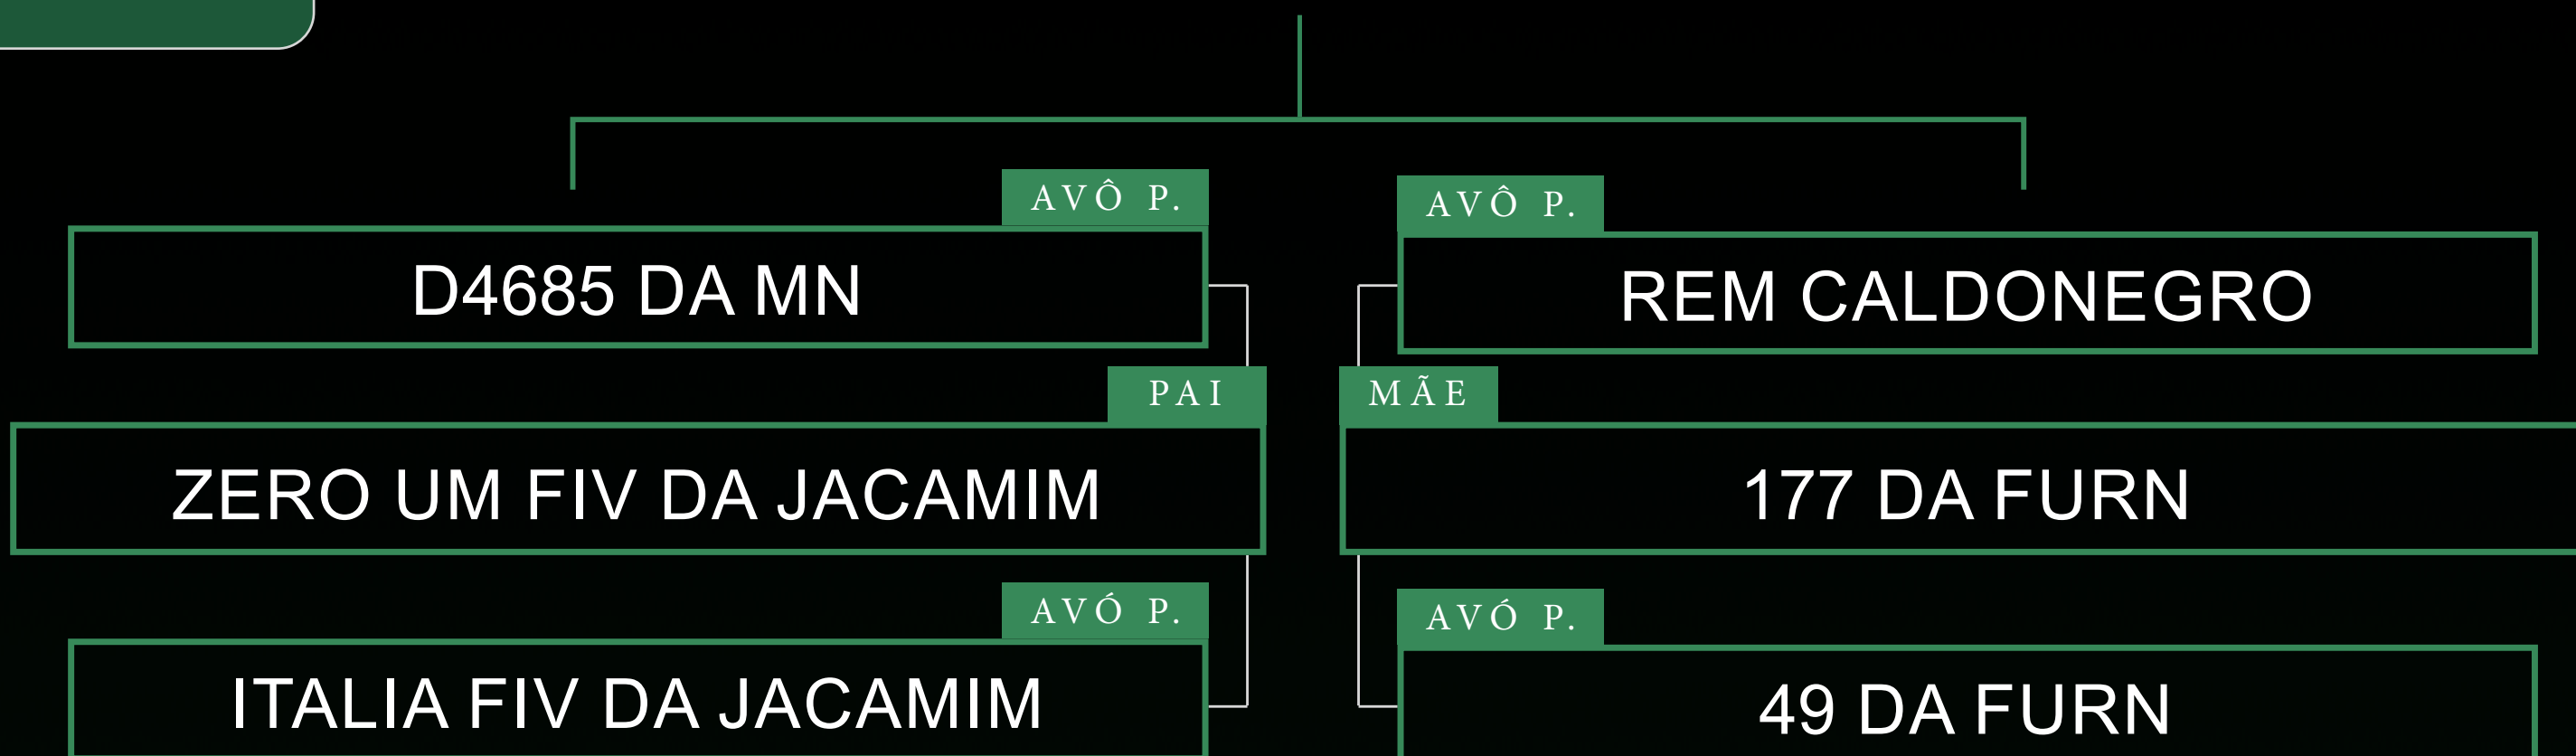 AVÔ P.
D4685 DA MN
PAI
ZERO UM FIV DA JACAMIM
AVÓ P.
ITALIA FIV DA JACAMIM
AVÔ P.
REM CALDONEGRO
MÃE
177 DA FURN
AVÓ P.
49 DA FURN